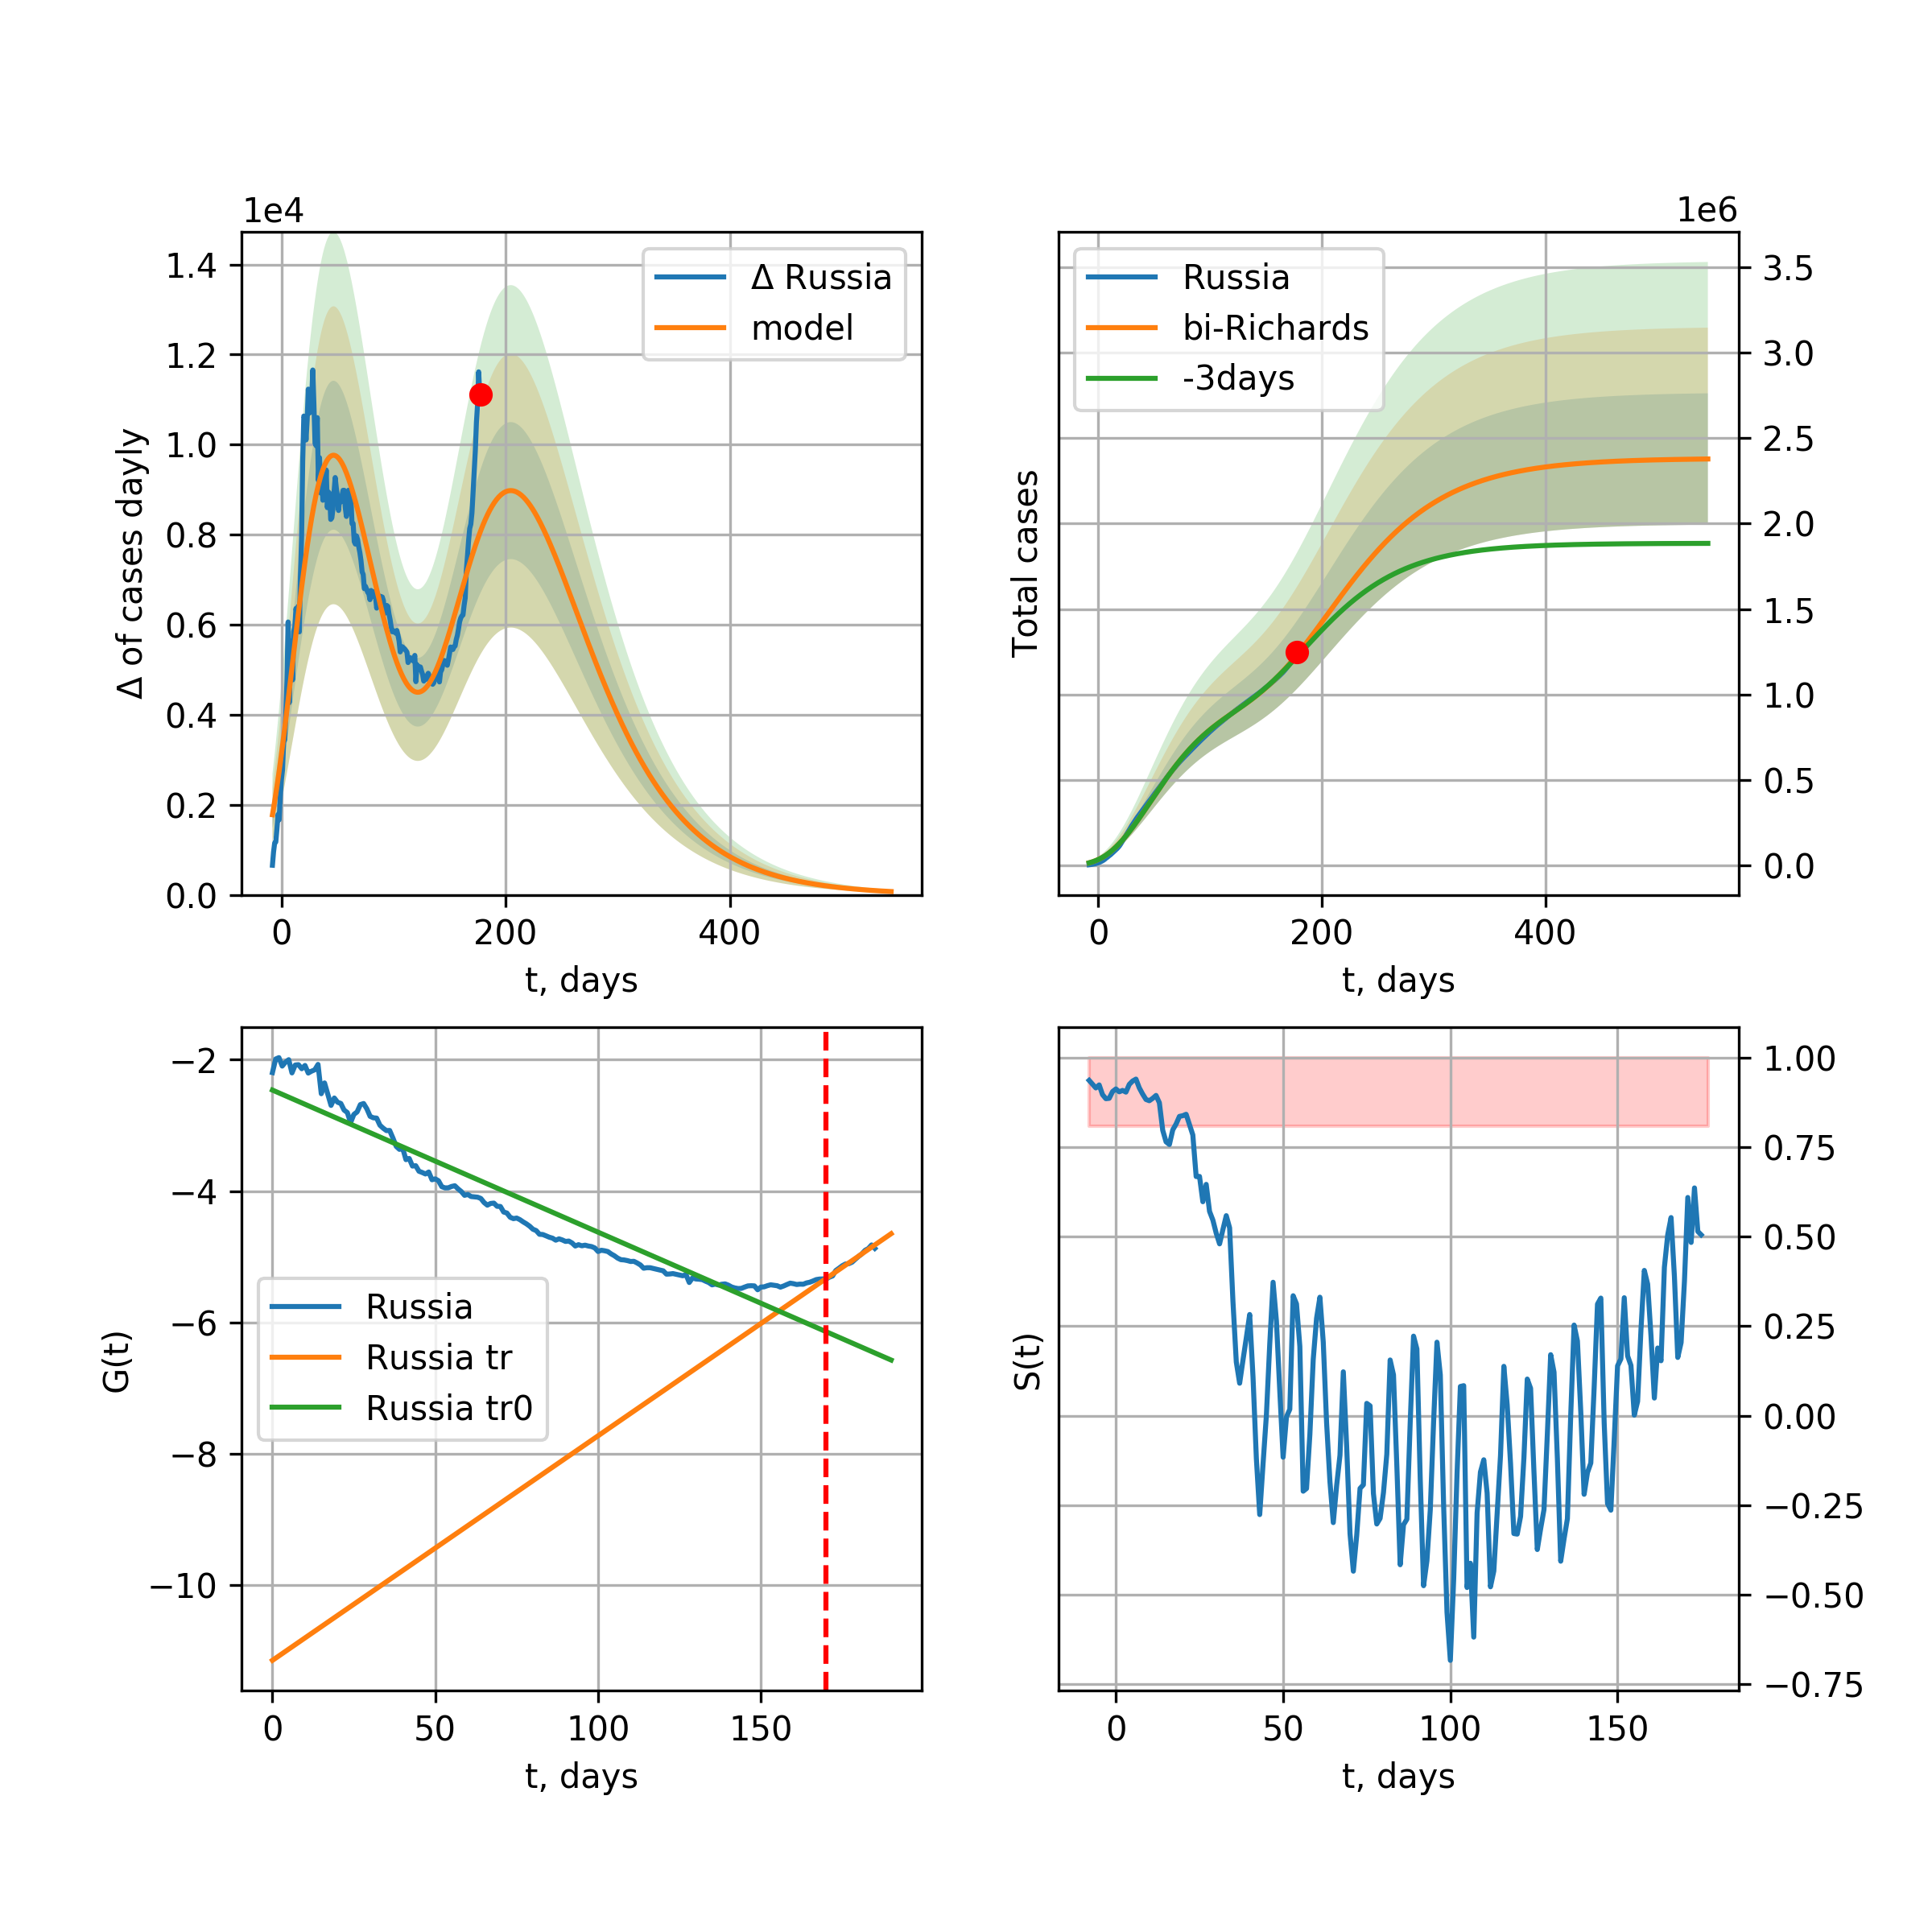 1e4
1.4
1.2
1.0
0.8
0.6
0.4
0.2
0.0
Δ of cases dayly
Δ Russia
model
0 200 400
t, days
1e6
3.5
3.0
2.5
2.0
1.5
1.0
0.5
0.0
Total cases
Russia
bi-Richards
-3days
0 200 400
t, days
−2
−4
−6
−8
−10
G(t)
Russia
Russia tr
Russia tr0
0 50 100 150
t, days
1.00
0.75
0.50
0.25
0.00
−0.25
−0.50
−0.75
S(t)
0 50 100 150
t, days